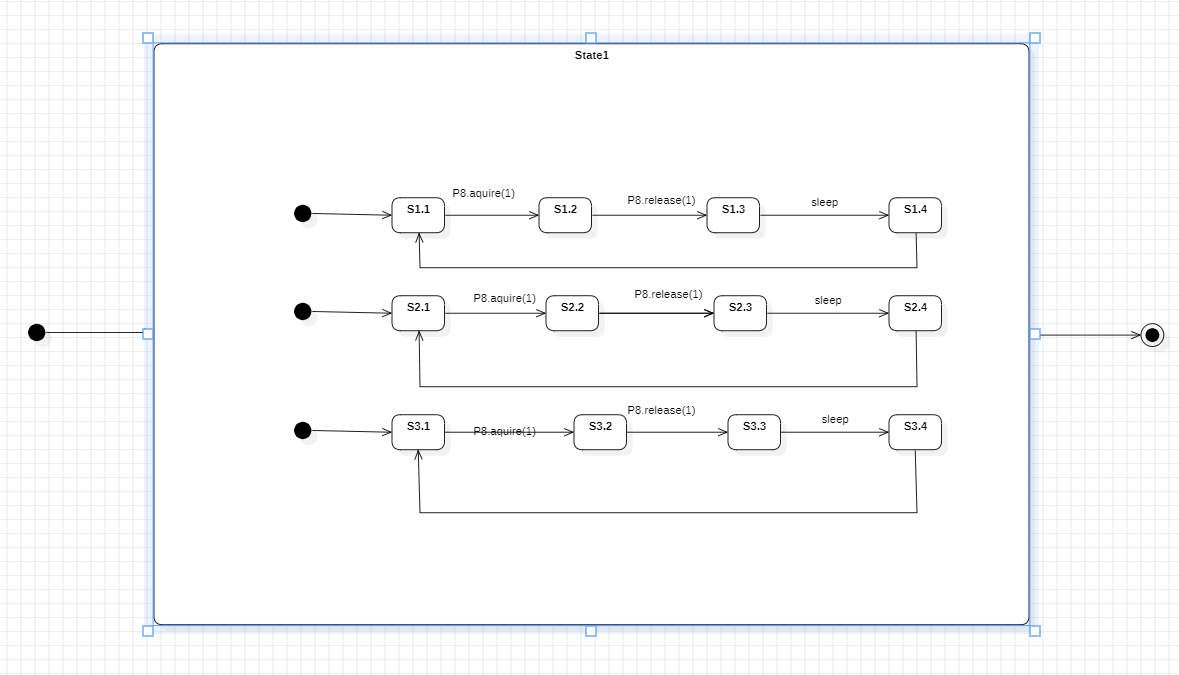 State1
P8.aquire(1)
P8.release(1)
sleep
S1.1
S1.2
S1.3
S1.4
P8.aquire(1)
P8.release(1)
sleep
S2.1
S2.2
S2.3
S2.4
P8.release(1)
sleep
S3.1
P8.aquire(1)
S3.2
S3.3
S3.4